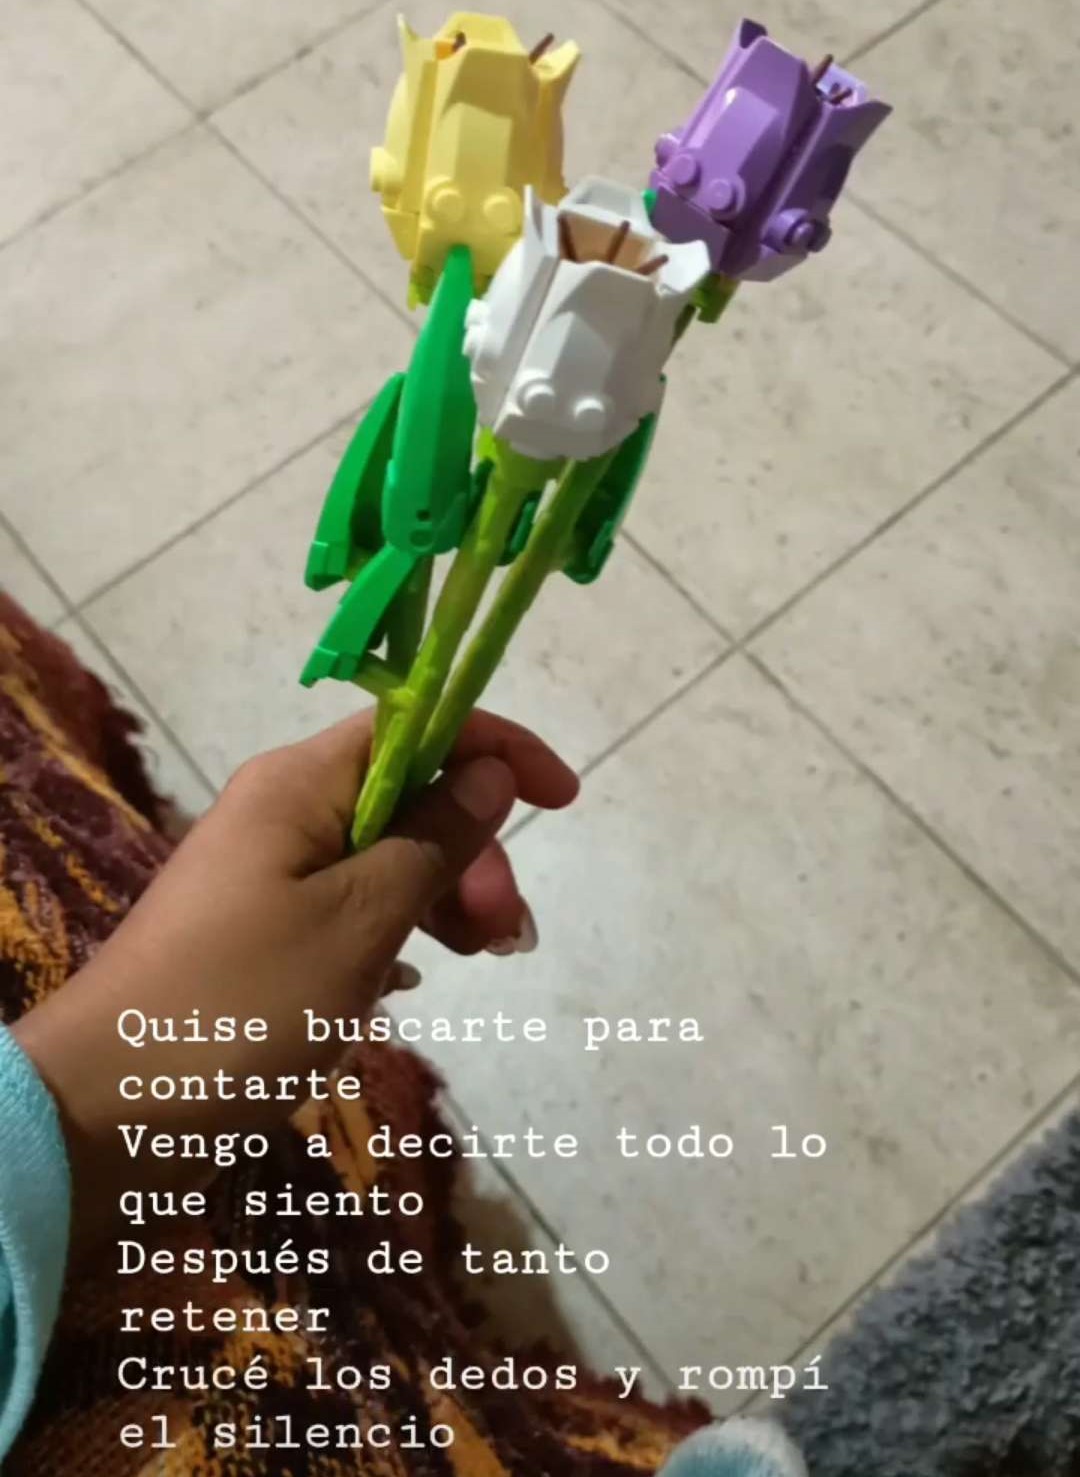 Quise buscarte para
contarte
Vengo a decirte todo lo
que siento
Después de tanto
retener
Crucé los dedos y rompí
el silencio